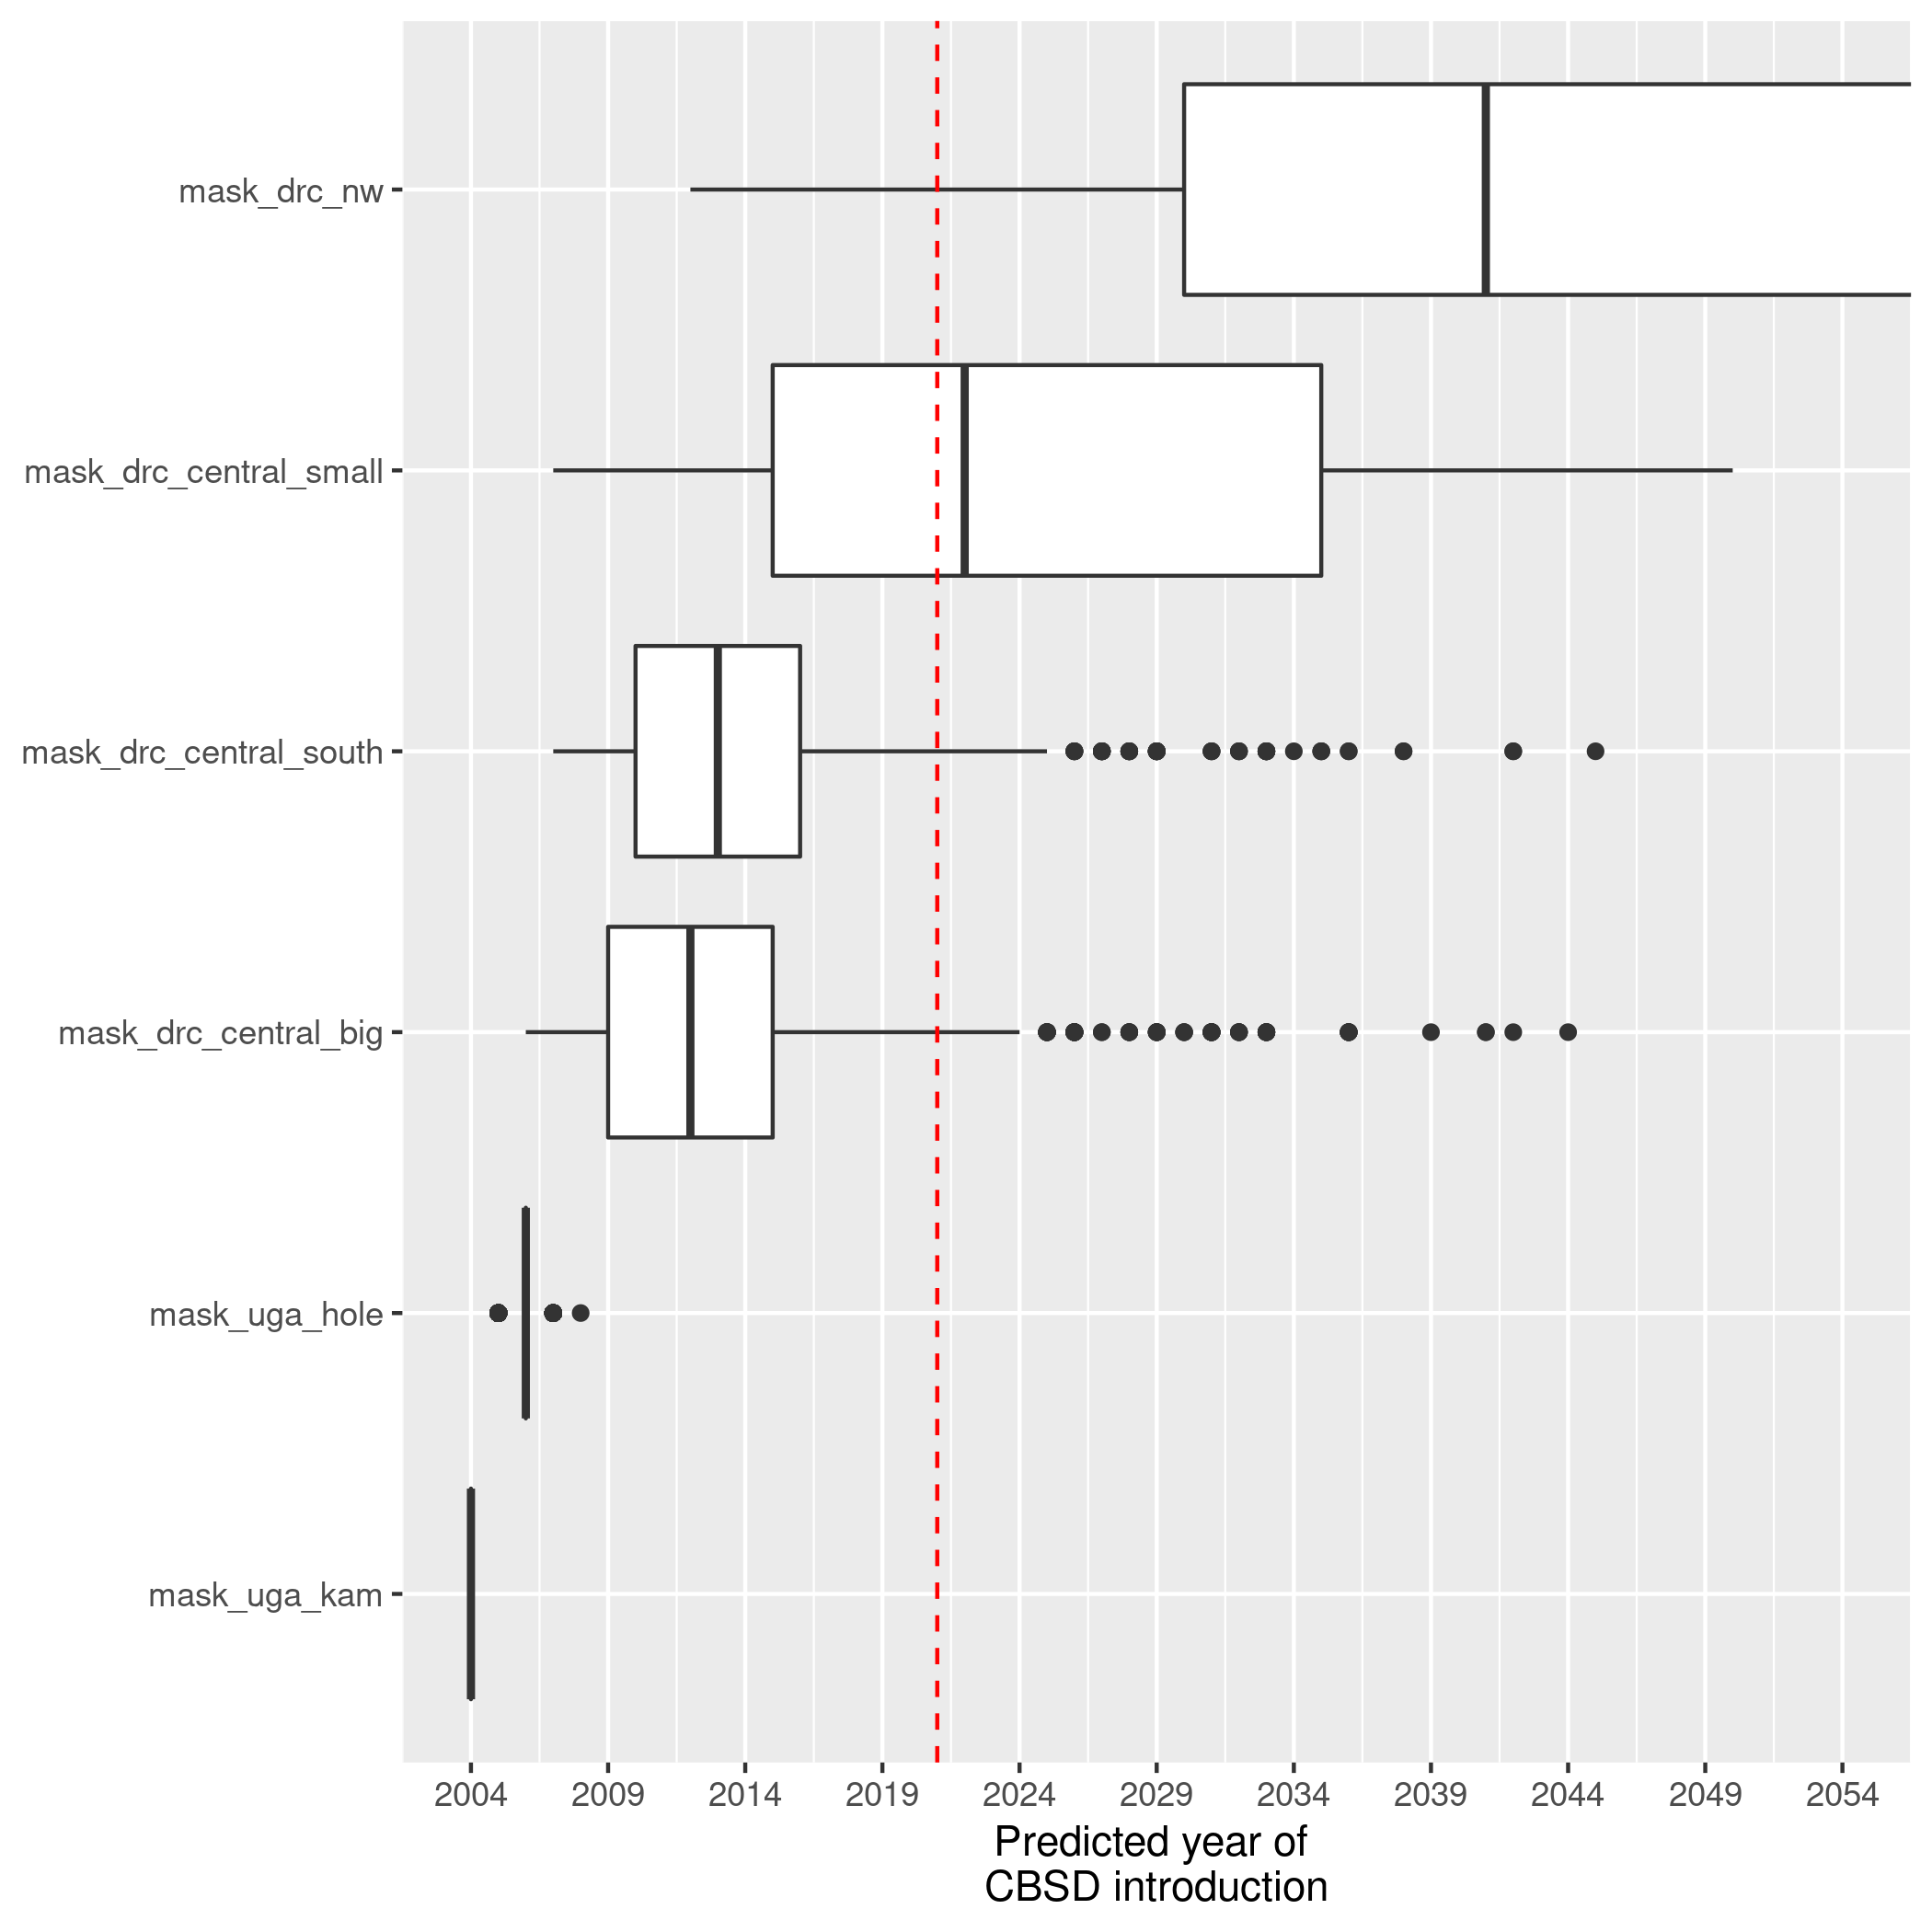 mask_drc_nw
mask_drc_central_small
mask_drc_central_south
mask_drc_central_big
mask_uga_hole
mask_uga_kam
2004 2009 2014 2019 2024 2029 2034 2039 2044 2049 2054
Predicted year of
CBSD introduction